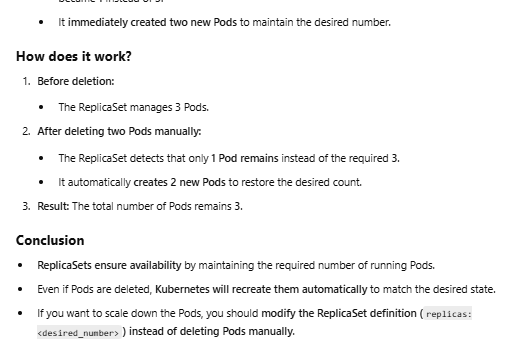 It immediately created two new Pods to maintain the desired number.
How does it work?
1. Before deletion:
The ReplicaSet manages 3 Pods.
2. After deleting two Pods manually:
The ReplicaSet detects that only 1 Pod remains instead of the required 3.
It automatically creates 2 new Pods to restore the desired count.
3. Result: The total number of Pods remains 3.
Conclusion
ReplicaSets ensure availability by maintaining the required number of running Pods.
Even if Pods are deleted, Kubernetes will recreate them automatically to match the desired state.
If you want to scale down the Pods, you should modify the ReplicaSet definition ( replicas:
<desired_number> ) instead of deleting Pods manually.